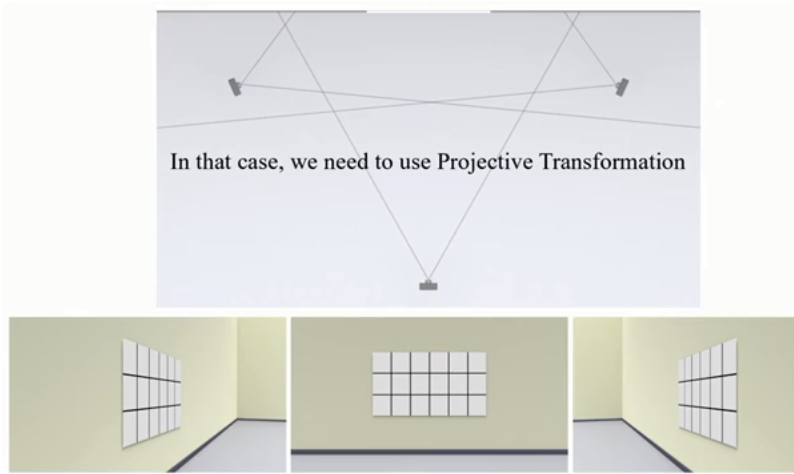 In that case, we need to use Projective Transformation